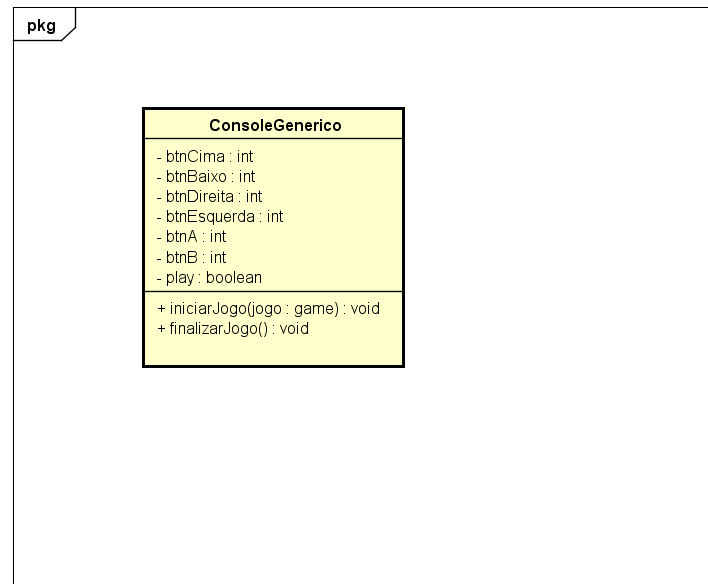 pkg
ConsoleGenerico
- btnCima : int
- btnBaixo : int
- btnDireita : int
- btnEsquerda : int
- btnA : int
- btnB : int
- play : boolean
+ iniciarJogo(jogo : game) : void
+ finalizarJogo() : void